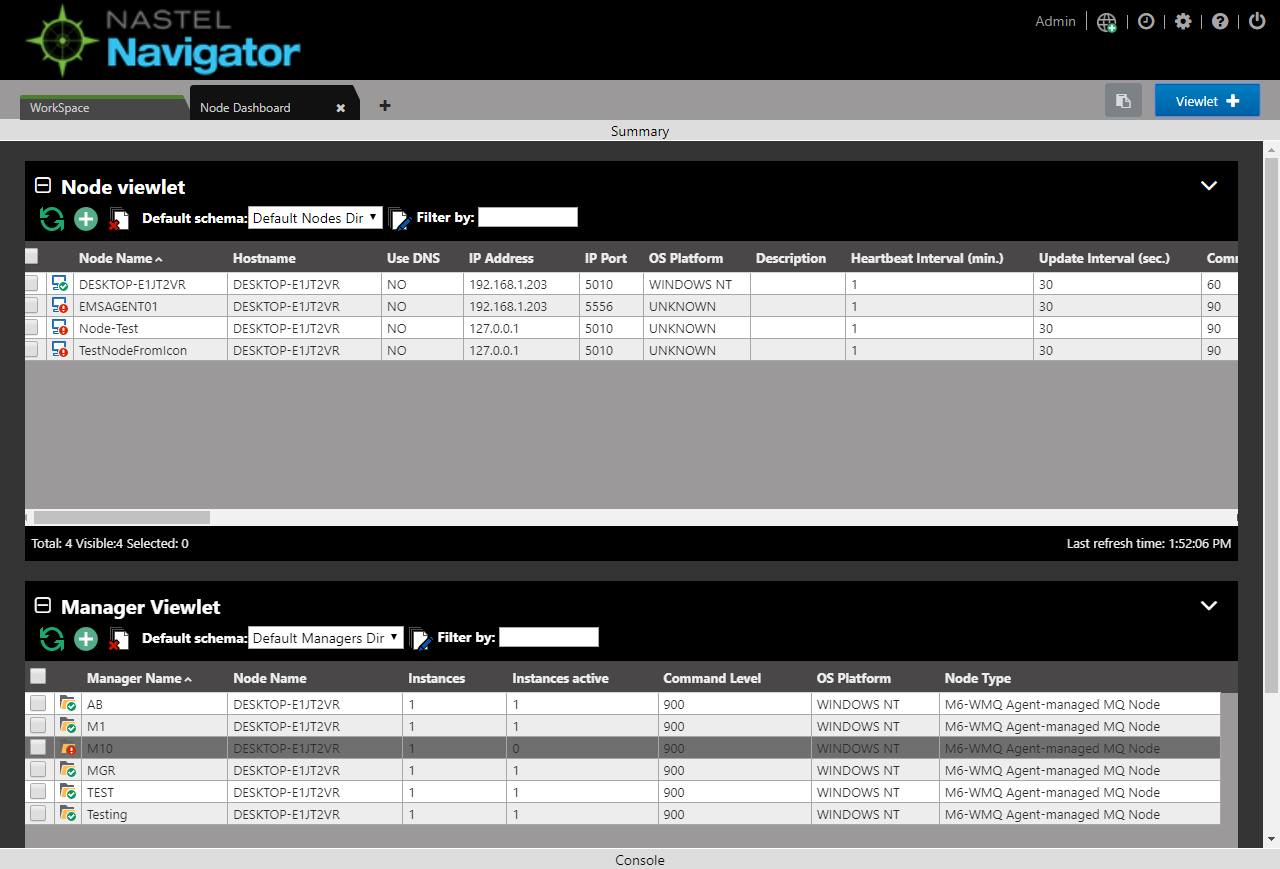 NASTEL
Navigator
Admin
WorkSpace
Node Dashboard
Viewlet
Summary
Node viewlet
Default schema: Default Nodes Dir Filter by:
Node Name Hostname Use DNS IP Address IP Port OS Platform Description Heartbeat Interval (min.) Update Interval (sec.)
DESKTOP-E1JT2VR DESKTOP-E1JT2VR NO 192.168.1.203 5010 WINDOWS NT 1 30 60
EMSAGENT01 DESKTOP-E1JT2VR NO 192.168.1.203 5556 UNKNOWN 1 30 90
Node-Test DESKTOP-E1JT2VR NO 127.0.0.1 5010 UNKNOWN 1 30 90
TestNodeFromIcon DESKTOP-E1JT2VR NO 127.0.0.1 5010 UNKNOWN 1 30 90
Total: 4 Visible:4 Selected: 0 Last refresh time: 1:52:06 PM
Manager Viewlet
Default schema: Default Managers Dir Filter by:
Manager Name Node Name Instances Instances active Command Level OS Platform Node Type
AB DESKTOP-E1JT2VR 1 1 900 WINDOWS NT M6-WMQ Agent-managed MQ Node
M1 DESKTOP-E1JT2VR 1 1 900 WINDOWS NT M6-WMQ Agent-managed MQ Node
M10 DESKTOP-E1JT2VR 1 0 900 WINDOWS NT M6-WMQ Agent-managed MQ Node
MGR DESKTOP-E1JT2VR 1 1 900 WINDOWS NT M6-WMQ Agent-managed MQ Node
TEST DESKTOP-E1JT2VR 1 1 900 WINDOWS NT M6-WMQ Agent-managed MQ Node
Testing DESKTOP-E1JT2VR 1 1 900 WINDOWS NT M6-WMQ Agent-managed MQ Node
Console